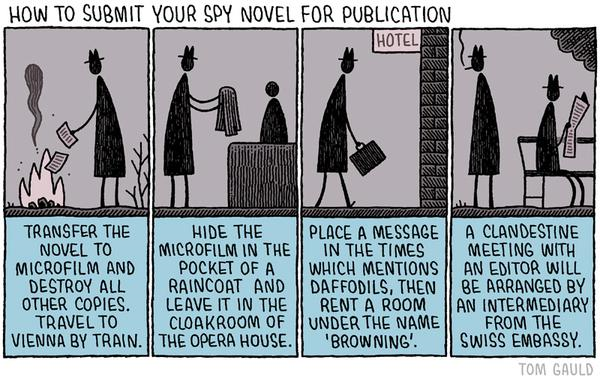 HOW TO SUBMIT YOUR SPY NOVEL FOR PUBLICATION
TRANSFER THE
NOVEL TO
MICROFILM AND
DESTROY ALL
OTHER COPIES.
TRAVEL TO
VIENNA BY TRAIN.
HIDE THE
MICROFILM IN THE
POCKET OF A
RAINCOAT AND
LEAVE IT IN THE
CLOAKROOM OF
THE OPERA HOUSE.
HOTEL
PLACE A MESSAGE
IN THE TIMES
WHICH MENTIONS
DAFFODILS, THEN
RENT A ROOM
UNDER THE NAME
'BROWNING'.
A CLANDESTINE
MEETING WITH
AN EDITOR WILL
BE ARRANGED BY
AN INTERMEDIARY
FROM THE
SWISS EMBASSY.
TOM GAULD